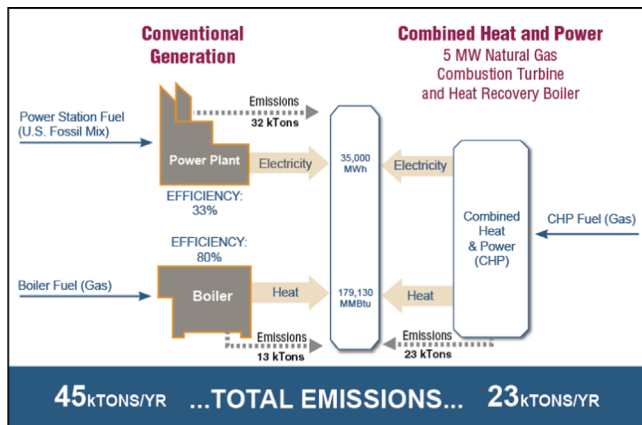 Conventional
Generation
Combined Heat and Power
5 MW Natural Gas
Combustion Turbine
and Heat Recovery Boiler
Power Station Fuel
(U.S. Fossil Mix)
Emissions
32 kTons
Power Plant
Electricity
35,000
MWh
Electricity
EFFICIENCY:
33%
Combined
Heat
& Power
(CHP)
CHP Fuel (Gas)
EFFICIENCY:
80%
Boiler Fuel (Gas)
Boiler
Heat
179,130
MMBtu
Heat
Emissions
13 kTons
Emissions
23 kTons
45kTONS/YR ...TOTAL EMISSIONS... 23kTONS/YR